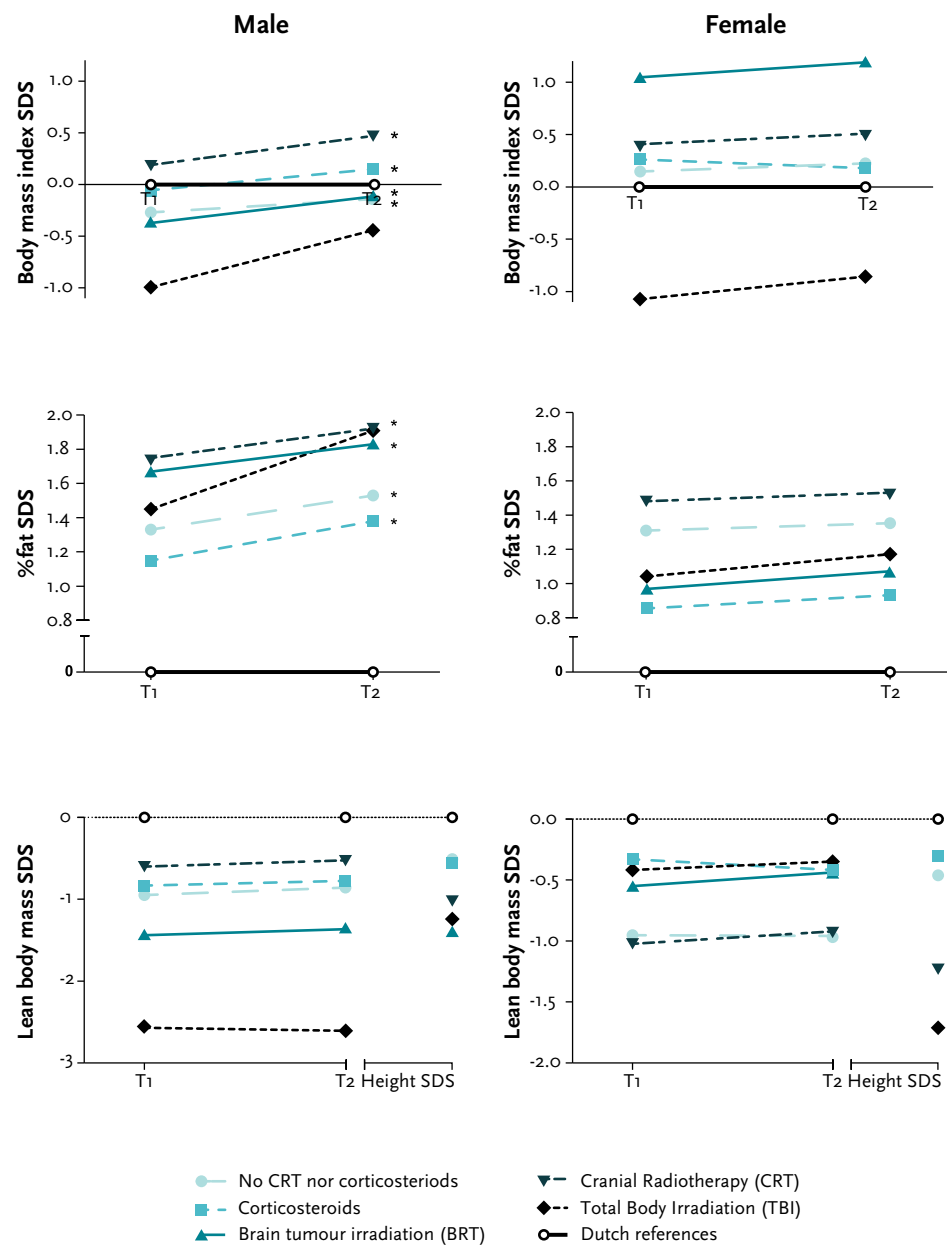 Male
Female
Body mass index SDS
1.0
0.5
0.0
-0.5
-1.0
T1
T2
*
*
*
*
Body mass index SDS
1.0
0.5
0.0
-0.5
-1.0
T1
T2
%fat SDS
2.0
1.8
1.6
1.4
1.2
1.0
0.8
0
T1
T2
*
*
*
*
%fat SDS
2.0
1.8
1.6
1.4
1.2
1.0
0.8
0
T1
T2
Lean body mass SDS
0
-1
-2
-3
T1
T2 Height SDS
Lean body mass SDS
0.0
-0.5
-1.0
-1.5
-2.0
T1
T2 Height SDS
No CRT nor corticosteriods
Corticosteroids
Brain tumour irradiation (BRT)
Cranial Radiotherapy (CRT)
Total Body Irradiation (TBI)
Dutch references